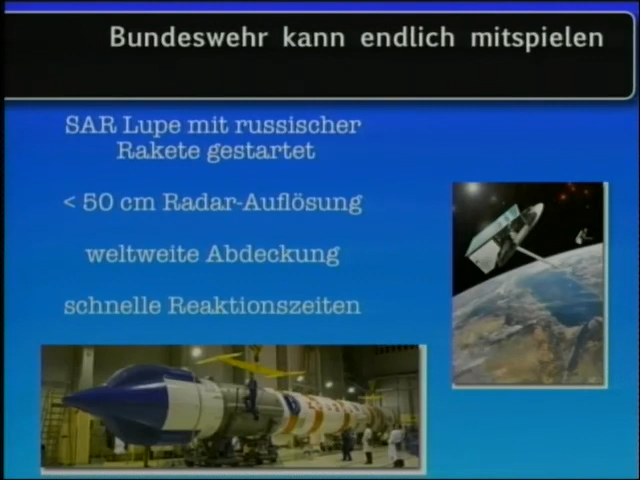 Bundeswehr kann endlich mitspielen
SAR Lupe mit russischer
Rakete gestartet
< 50 cm Radar-Auflösung
weltweite Abdeckung
schnelle Reaktionszeiten